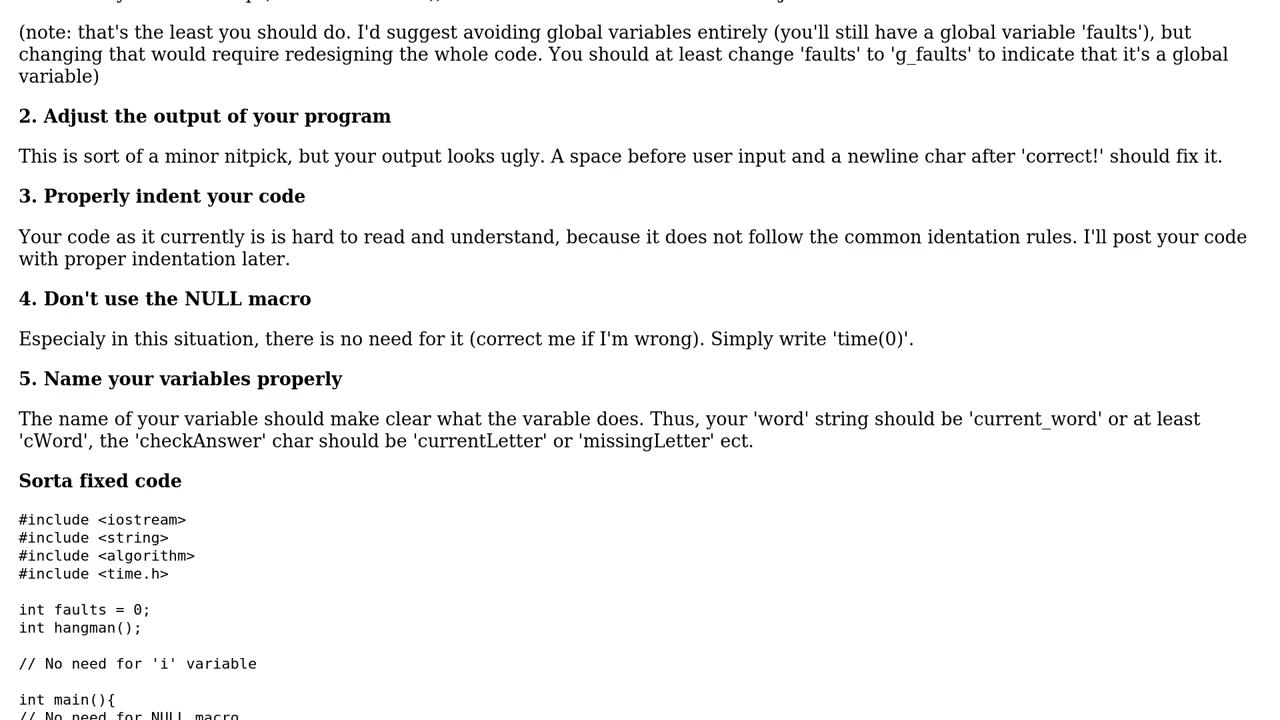 (note: that's the least you should do. I'd suggest avoiding global variables entirely (you'll still have a global variable 'faults'), but
changing that would require redesigning the whole code. You should at least change 'faults' to 'g_faults' to indicate that it's a global
variable)
2. Adjust the output of your program
This is sort of a minor nitpick, but your output looks ugly. A space before user input and a newline char after 'correct!' should fix it.
3. Properly indent your code
Your code as it currently is is hard to read and understand, because it does not follow the common identation rules. I'll post your code
with proper indentation later.
4. Don't use the NULL macro
Especialy in this situation, there is no need for it (correct me if I'm wrong). Simply write 'time(0)'.
5. Name your variables properly
The name of your variable should make clear what the varable does. Thus, your 'word' string should be 'current_word' or at least
'cWord', the 'checkAnswer' char should be 'currentLetter' or 'missingLetter' ect.
Sorta fixed code
#include <iostream>
#include <string>
#include <algorithm>
#include <time.h>
int faults = 0;
int hangman();
// No need for 'i' variable
int main(){
// No need for NULL macro